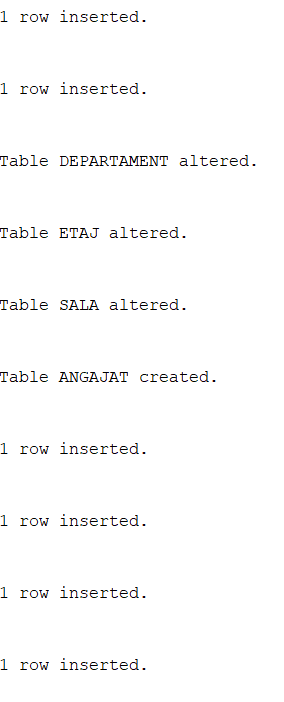 1 row inserted.
1 row inserted.
Table DEPARTAMENT altered.
Table ETAJ altered.
Table SALA altered.
Table ANGAJAT created.
1 row inserted.
1 row inserted.
1 row inserted.
1 row inserted.